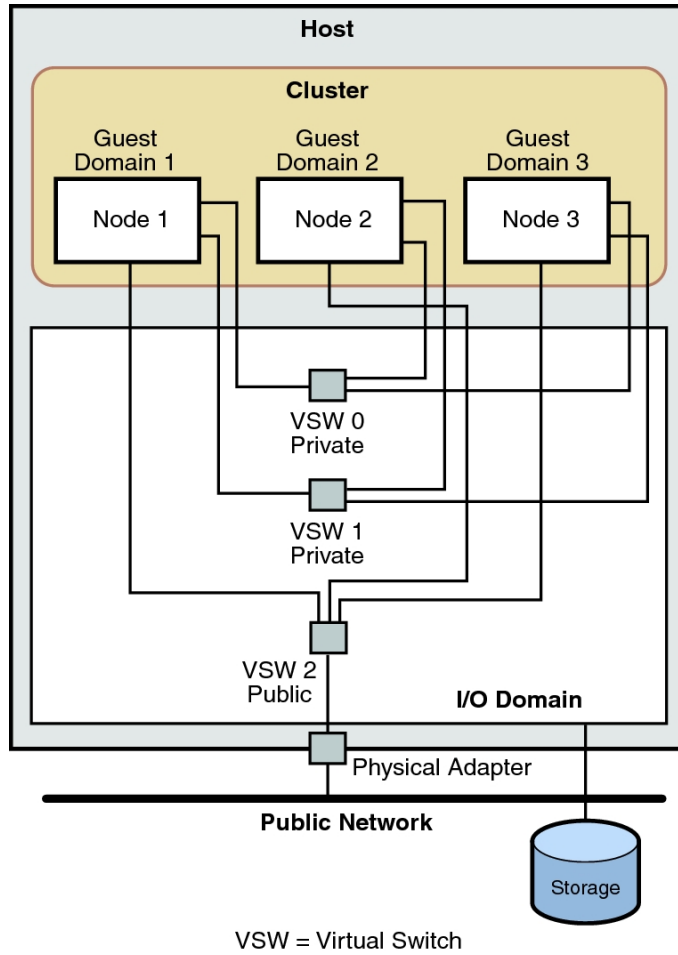 Host
Cluster
Guest
Domain 1
Guest
Domain 2
Guest
Domain 3
Node 1
Node 2
Node 3
VSW 0
Private
VSW 1
Private
VSW 2
Public
I/O Domain
Physical Adapter
Public Network
Storage
VSW = Virtual Switch